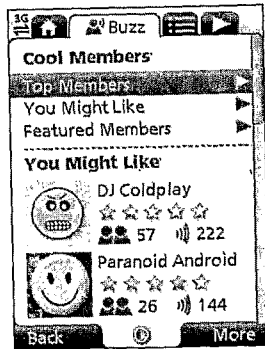 3G
Buzz
Cool Members
Top Members
You Might Like
Featured Members
You Might Like
DJ Coldplay
57 222
Paranoid Android
26 144
Back More